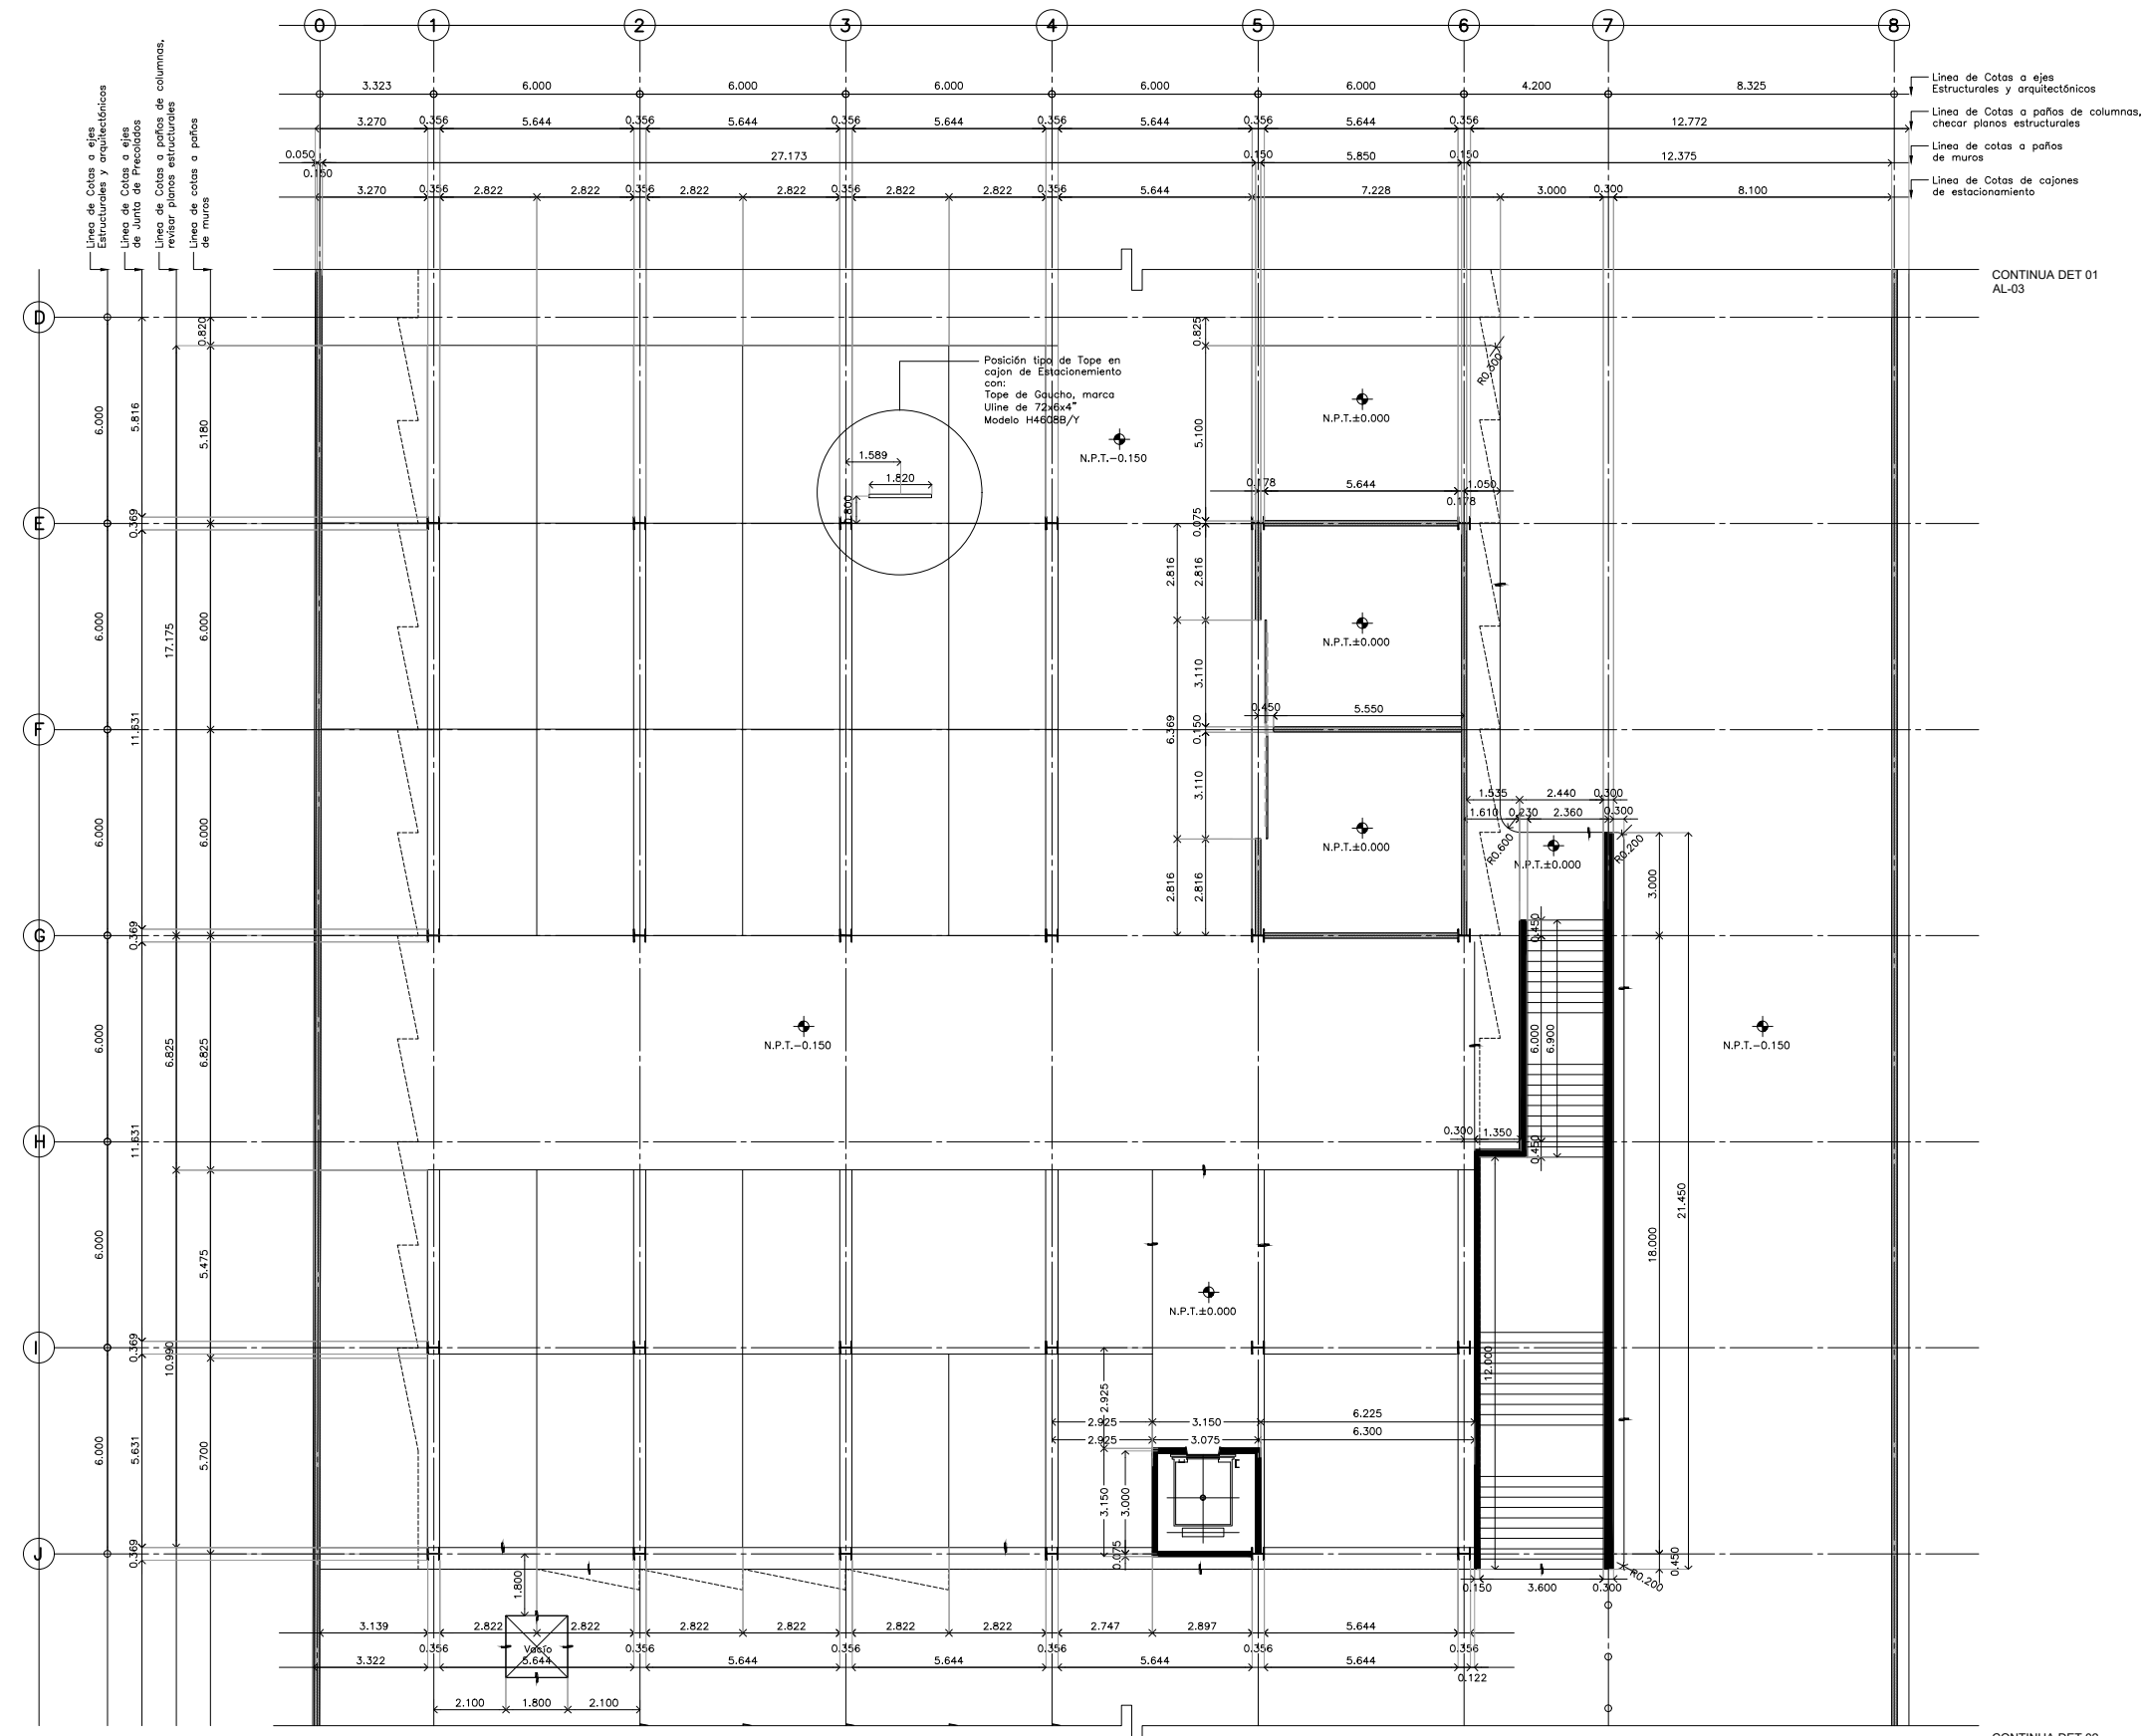 0 1 2 3 4 5 6 7 8
3.323 6.000 6.000 6.000 6.000 6.000 4.200 8.325
Linea de Cotas a ejes
Estructurales y arquitectónicos
3.270 0.356 5.644 0.356 5.644 0.356 5.644 0.356 5.644 0.356 5.644 0.356 12.772
Linea de Cotas a paños de columnas,
checar planos estructurales
0.050 0.150 27.173 0.150 5.850 0.150 12.375
Linea de cotas a paños
de muros
3.270 0.356 2.822 2.822 0.356 2.822 2.822 0.356 2.822 2.822 0.356 5.644 7.228 3.000 0.300 8.100
Linea de Cotas de cajones
de estacionamiento
Linea de Cotas a ejes
Estructurales y arquitectónicos
Linea de Cotas a ejes
de Junta de Precolados
Linea de Cotas a paños de columnas,
revisar planos estructurales
Linea de cotas a paños
de muros
CONTINUA DET 01
AL-03
D
E
F
G
H
I
J
6.000
6.000
6.000
6.000
6.000
6.000
5.816
0.369
11.631
0.369
11.631
0.369
5.631
0.369
17.175
6.825
10.990
0.820
5.180
6.000
6.000
6.825
5.475
5.700
Posición tipo de Tope en
cajon de Estacionemiento
con:
Tope de Gaucho, marca
Uline de 72x6x4"
Modelo H4608B/Y
1.589
1.820
0.800
N.P.T.-0.150
0.825
5.100
0.075
R0.300
N.P.T.±0.000
0.178 5.644 0.178 1.050
2.816
6.369
2.816
2.816
3.110
0.150
3.110
2.816
N.P.T.±0.000
0.450 5.550
N.P.T.±0.000
1.535 2.440 0.300
1.610 0.230 2.360 0.300
R0.600
R0.200
N.P.T.±0.000
3.000
0.450
6.000
6.900
0.450
18.000
21.450
0.450
N.P.T.-0.150
N.P.T.-0.150
0.300 1.350
12.000
N.P.T.±0.000
2.925
3.150
3.000
0.075
2.925 3.150 6.225
2.925 3.075 6.300
0.150 3.600 0.300
R0.200
1.800
Vacio
3.139 2.822 2.822 2.822 2.822 2.822 2.822 2.747 2.897 5.644
0.356 0.356 0.356 0.356 0.356 0.356
3.322 5.644 5.644 5.644 5.644 5.644 0.122
2.100 1.800 2.100